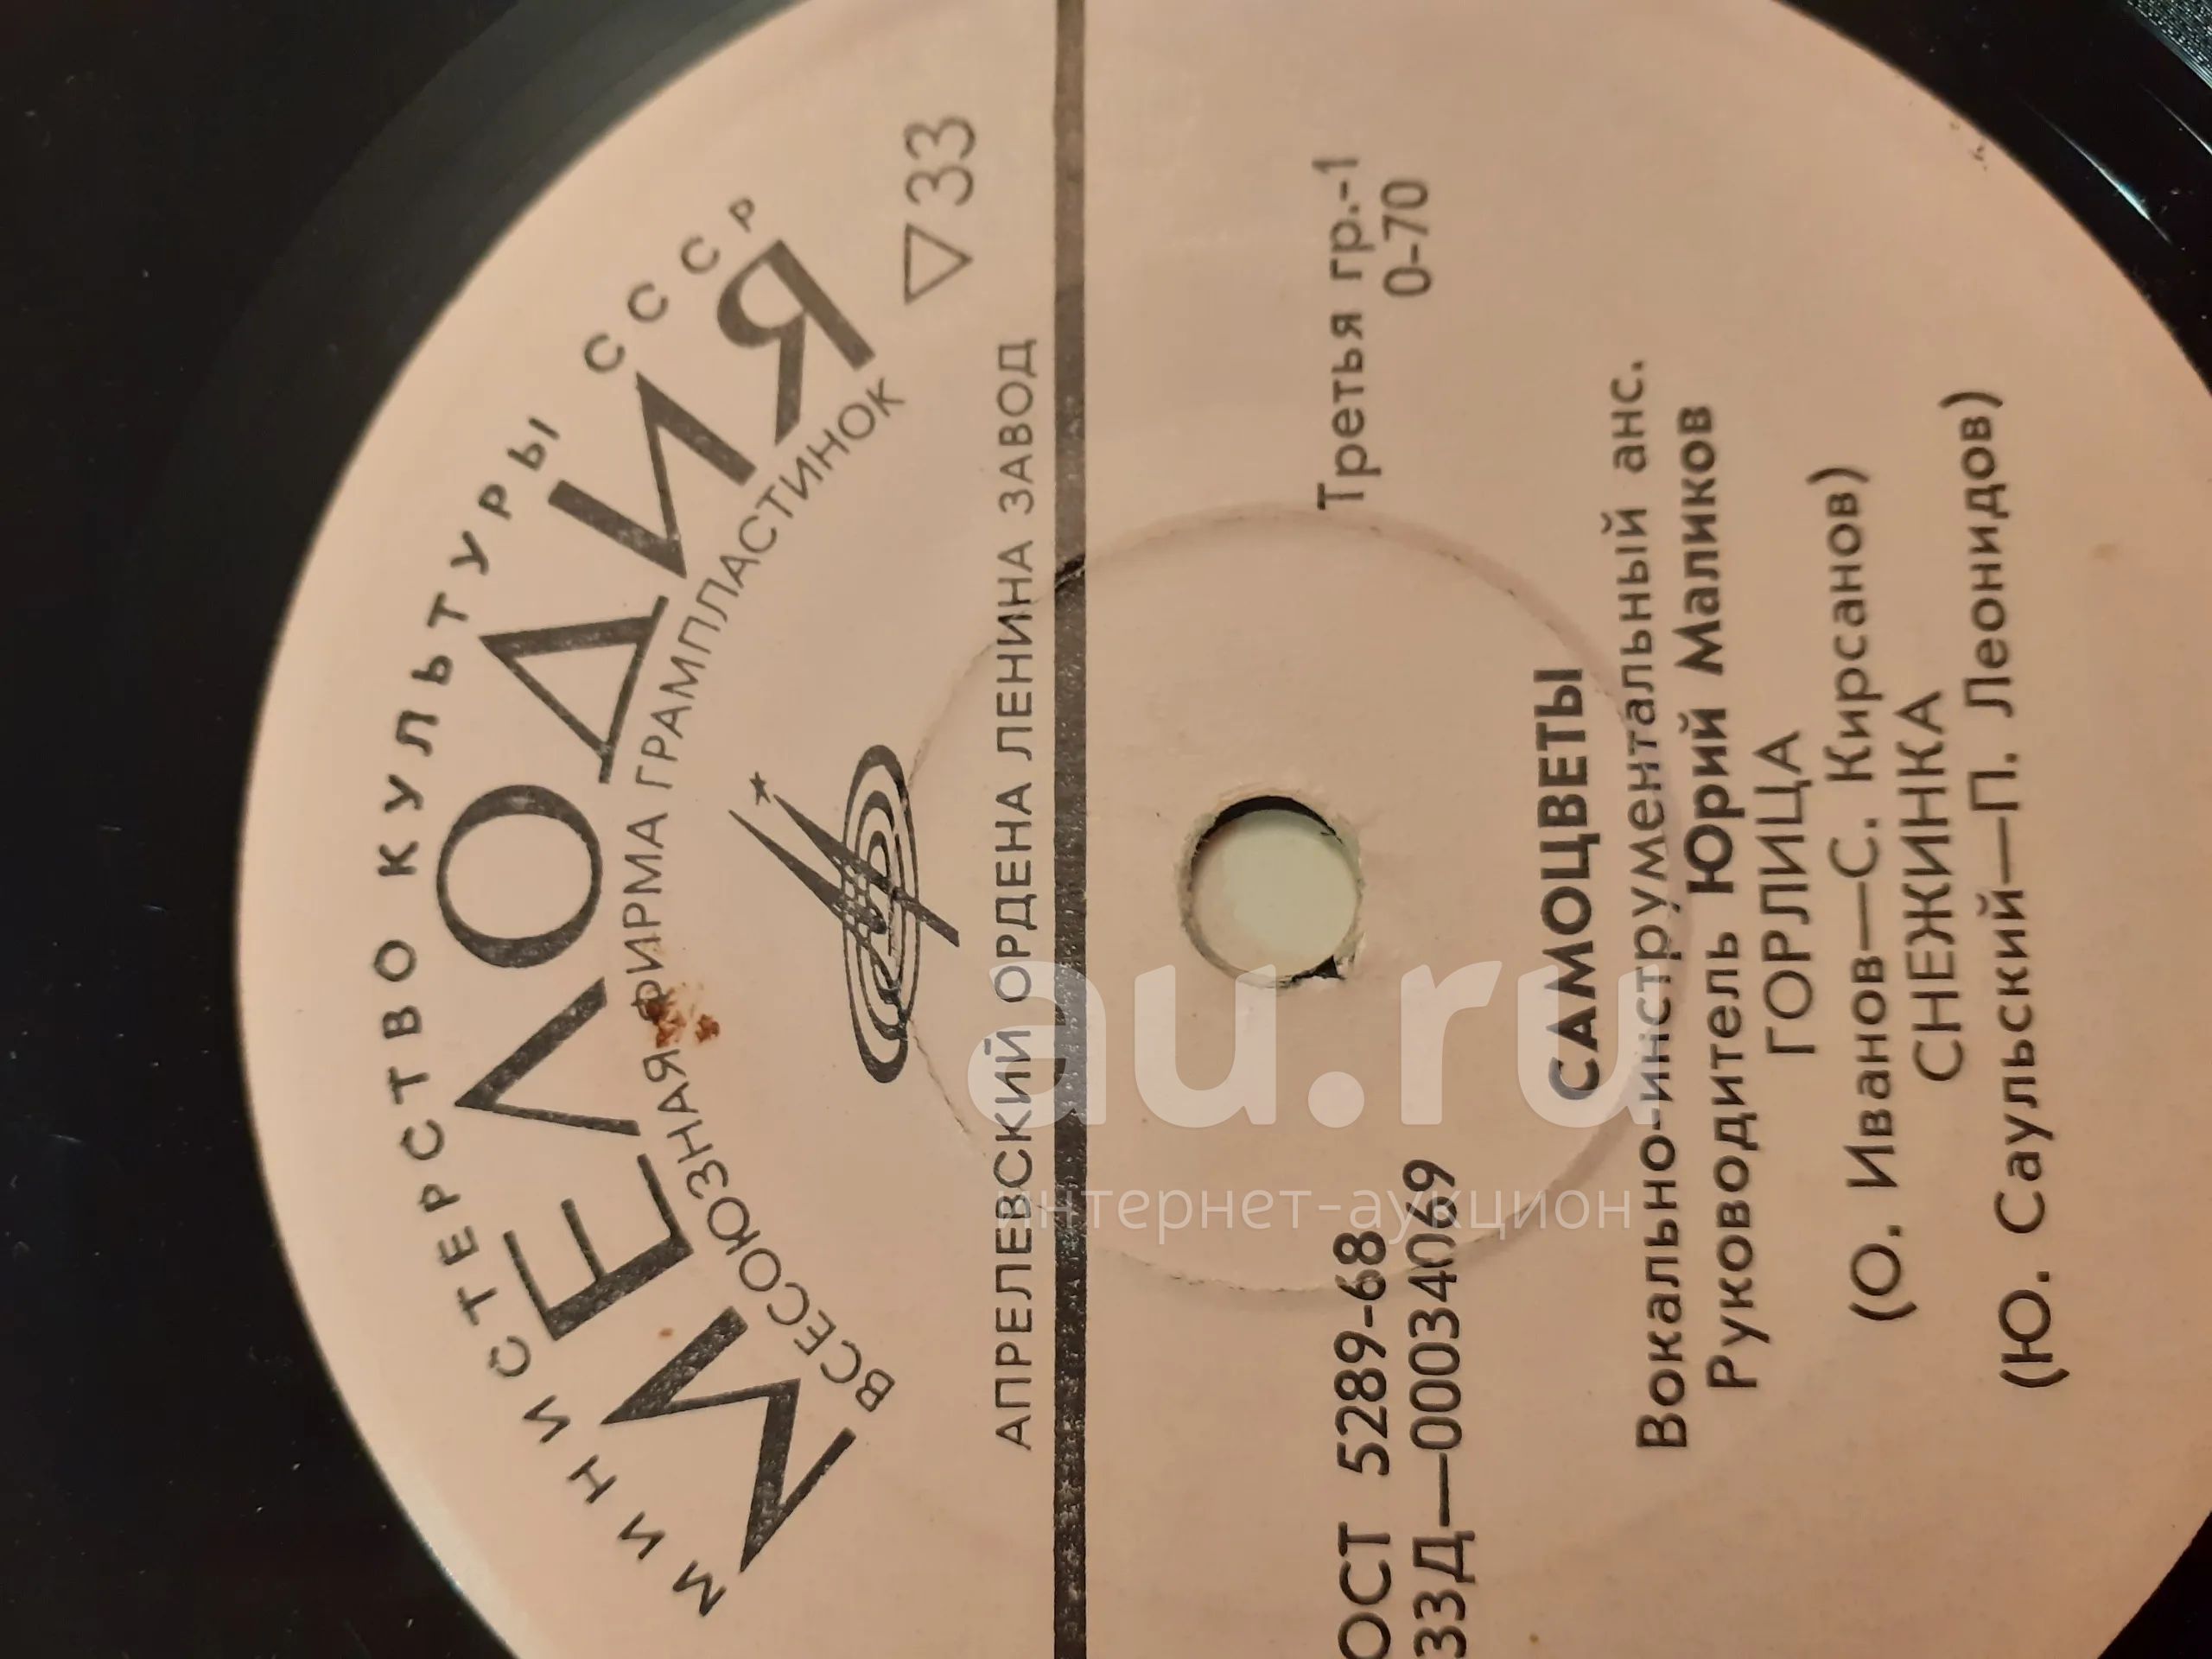 МИНИСТЕРСТВО КУЛЬТУРЫ СССР
МЕЛОДИЯ
ВСЕСОЮЗНАЯ ФИРМА ГРАМПЛАСТИНОК
▽33
АПРЕЛЕВСКИЙ ОРДЕНА ЛЕНИНА ЗАВОД
ОСТ 5289-68
Третья гр.-1
33Д—00034069
0-70
САМОЦВЕТЫ
Вокально-инструментальный анс.
Руководитель Юрий Маликов
ГОРЛИЦА
(О. Иванов—С. Кирсанов)
СНЕЖИНКА
(Ю. Саульский—П. Леонидов)
au.ru
интернет-аукцион